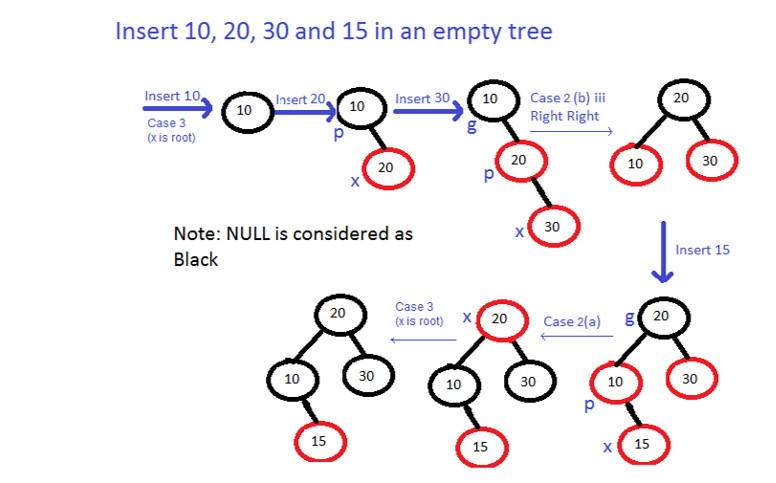 Insert 10, 20, 30 and 15 in an empty tree
Insert 10
Case 3
(x is root)
10
Insert 20
10
p
20
x
Insert 30
10
g
20
p
30
x
Case 2 (b) iii
Right Right
20
10
30
Note: NULL is considered as
Black
Insert 15
g 20
10
30
p
x 15
Case 2(a)
x 20
10
30
15
Case 3
(x is root)
20
10
30
15